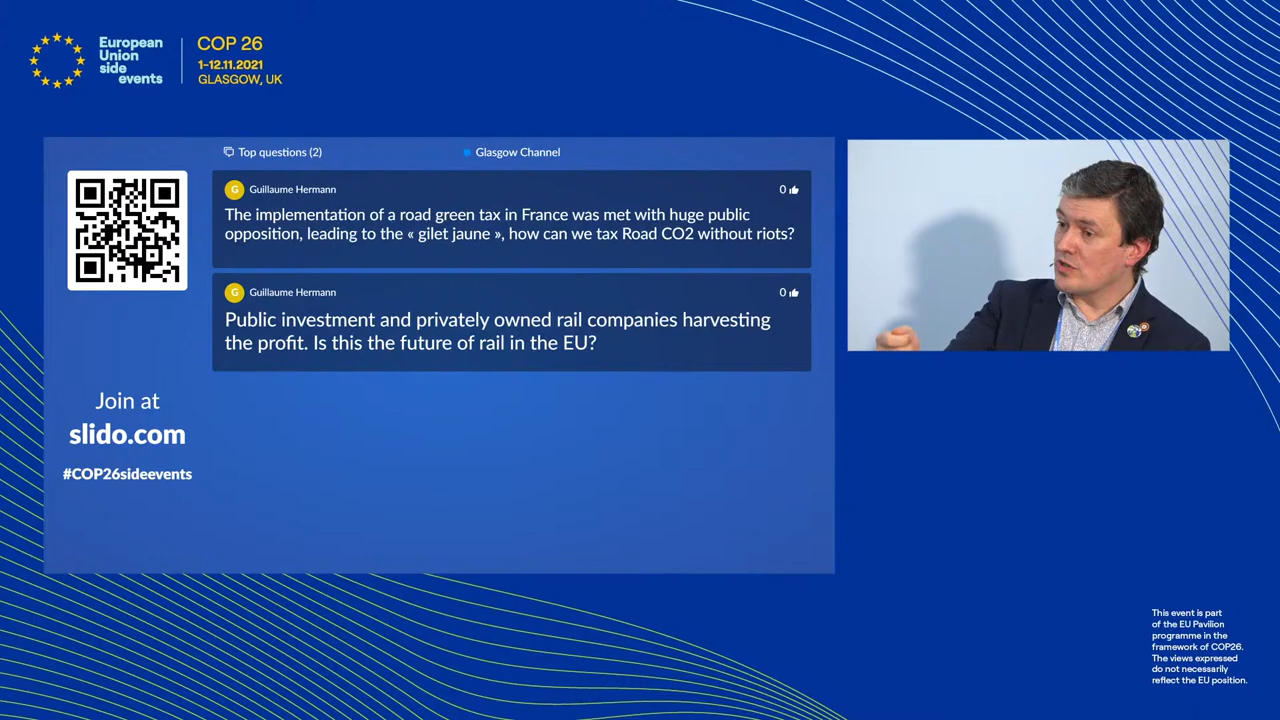 European
Union
side
events
COP 26
1-12.11.2021
GLASGOW, UK
Top questions (2)
Glasgow Channel
G Guillaume Hermann
0
The implementation of a road green tax in France was met with huge public
opposition, leading to the « gilet jaune », how can we tax Road CO2 without riots?
G Guillaume Hermann
0
Public investment and privately owned rail companies harvesting
the profit. Is this the future of rail in the EU?
Join at
slido.com
#COP26sideevents
This event is part
of the EU Pavilion
programme in the
framework of COP26.
The views expressed
do not necessarily
reflect the EU position.